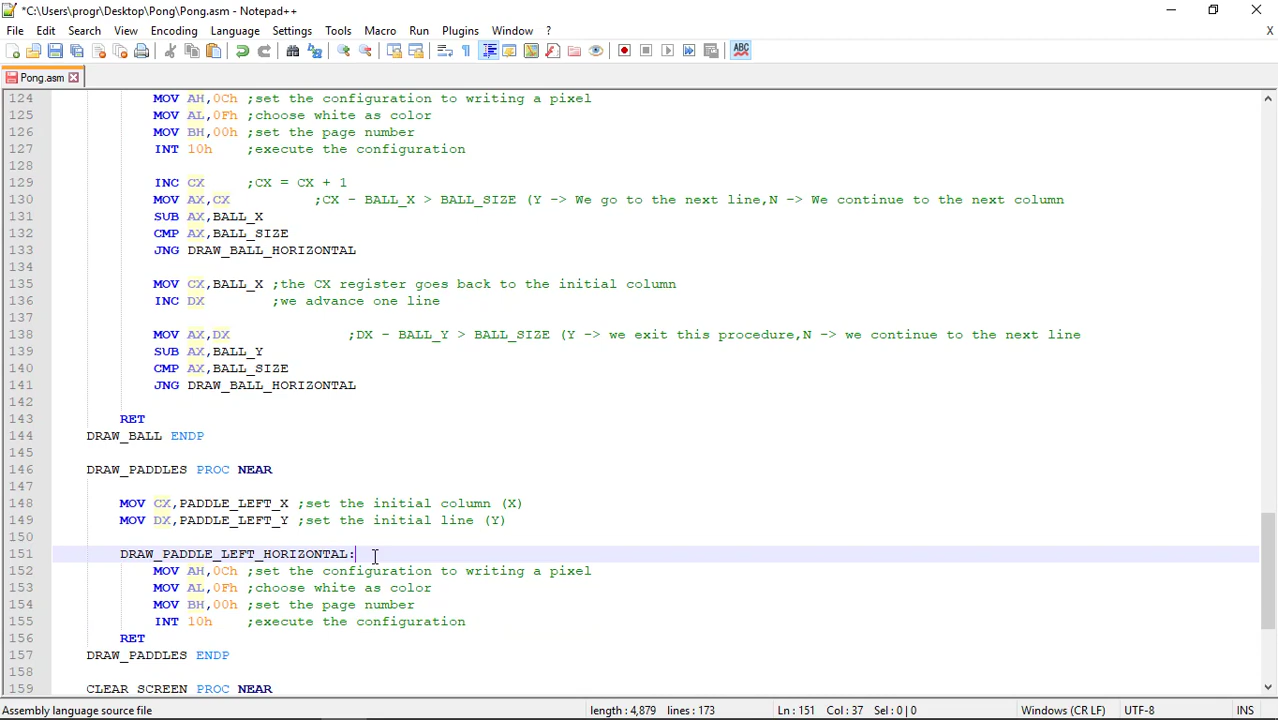 *C:\Users\progr\Desktop\Pong\Pong.asm - Notepad++
File Edit Search View Encoding Language Settings Tools Macro Run Plugins Window ? X
ABC
Pong.asm
124 MOV AH,0Ch ;set the configuration to writing a pixel
125 MOV AL,0Fh ;choose white as color
126 MOV BH,00h ;set the page number
127 INT 10h ;execute the configuration
128
129 INC CX ;CX = CX + 1
130 MOV AX,CX ;CX - BALL_X > BALL_SIZE (Y -> We go to the next line,N -> We continue to the next column
131 SUB AX,BALL_X
132 CMP AX,BALL_SIZE
133 JNG DRAW_BALL_HORIZONTAL
134
135 MOV CX,BALL_X ;the CX register goes back to the initial column
136 INC DX ;we advance one line
137
138 MOV AX,DX ;DX - BALL_Y > BALL_SIZE (Y -> we exit this procedure,N -> we continue to the next line
139 SUB AX,BALL_Y
140 CMP AX,BALL_SIZE
141 JNG DRAW_BALL_HORIZONTAL
142
143 RET
144 DRAW_BALL ENDP
145
146 DRAW_PADDLES PROC NEAR
147
148 MOV CX,PADDLE_LEFT_X ;set the initial column (X)
149 MOV DX,PADDLE_LEFT_Y ;set the initial line (Y)
150
151 DRAW_PADDLE_LEFT_HORIZONTAL:
152 MOV AH,0Ch ;set the configuration to writing a pixel
153 MOV AL,0Fh ;choose white as color
154 MOV BH,00h ;set the page number
155 INT 10h ;execute the configuration
156 RET
157 DRAW_PADDLES ENDP
158
159 CLEAR_SCREEN PROC NEAR
Assembly language source file length : 4,879 lines : 173 Ln : 151 Col : 37 Sel : 0 | 0 Windows (CR LF) UTF-8 INS